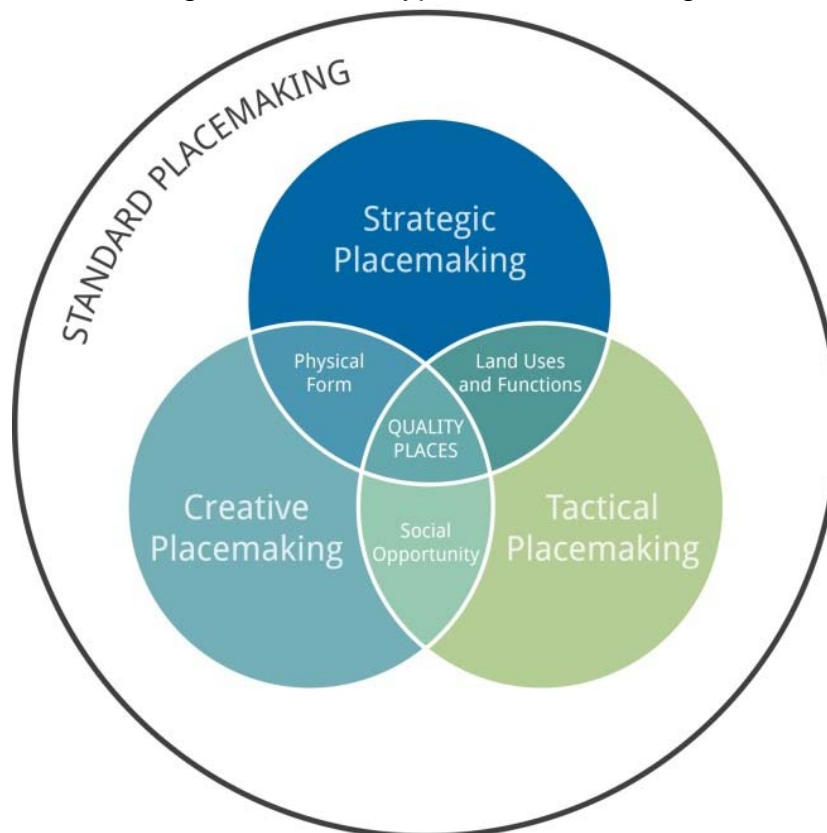 STANDARD PLACEMAKING
Strategic
Placemaking
Physical
Form
Land Uses
and Functions
QUALITY
PLACES
Creative
Placemaking
Social
Opportunity
Tactical
Placemaking